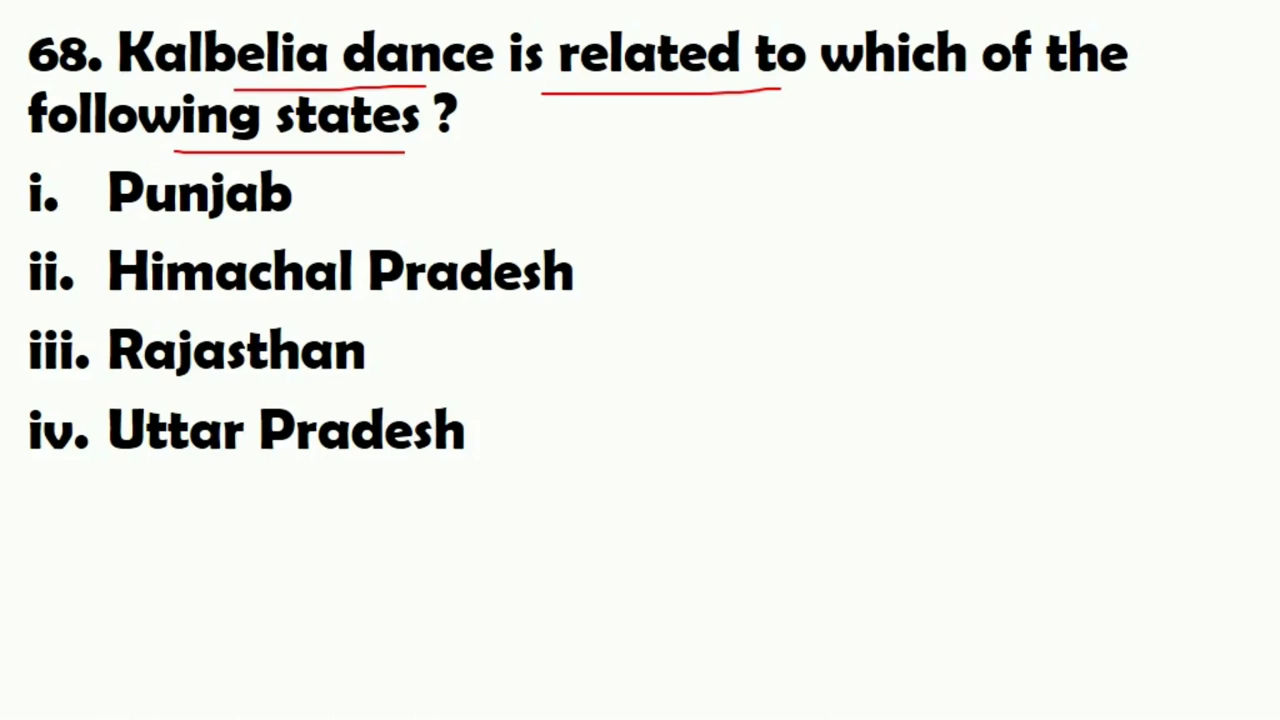 68. Kalbelia dance is related to which of the
following states ?
i. Punjab
ii. Himachal Pradesh
iii. Rajasthan
iv. Uttar Pradesh